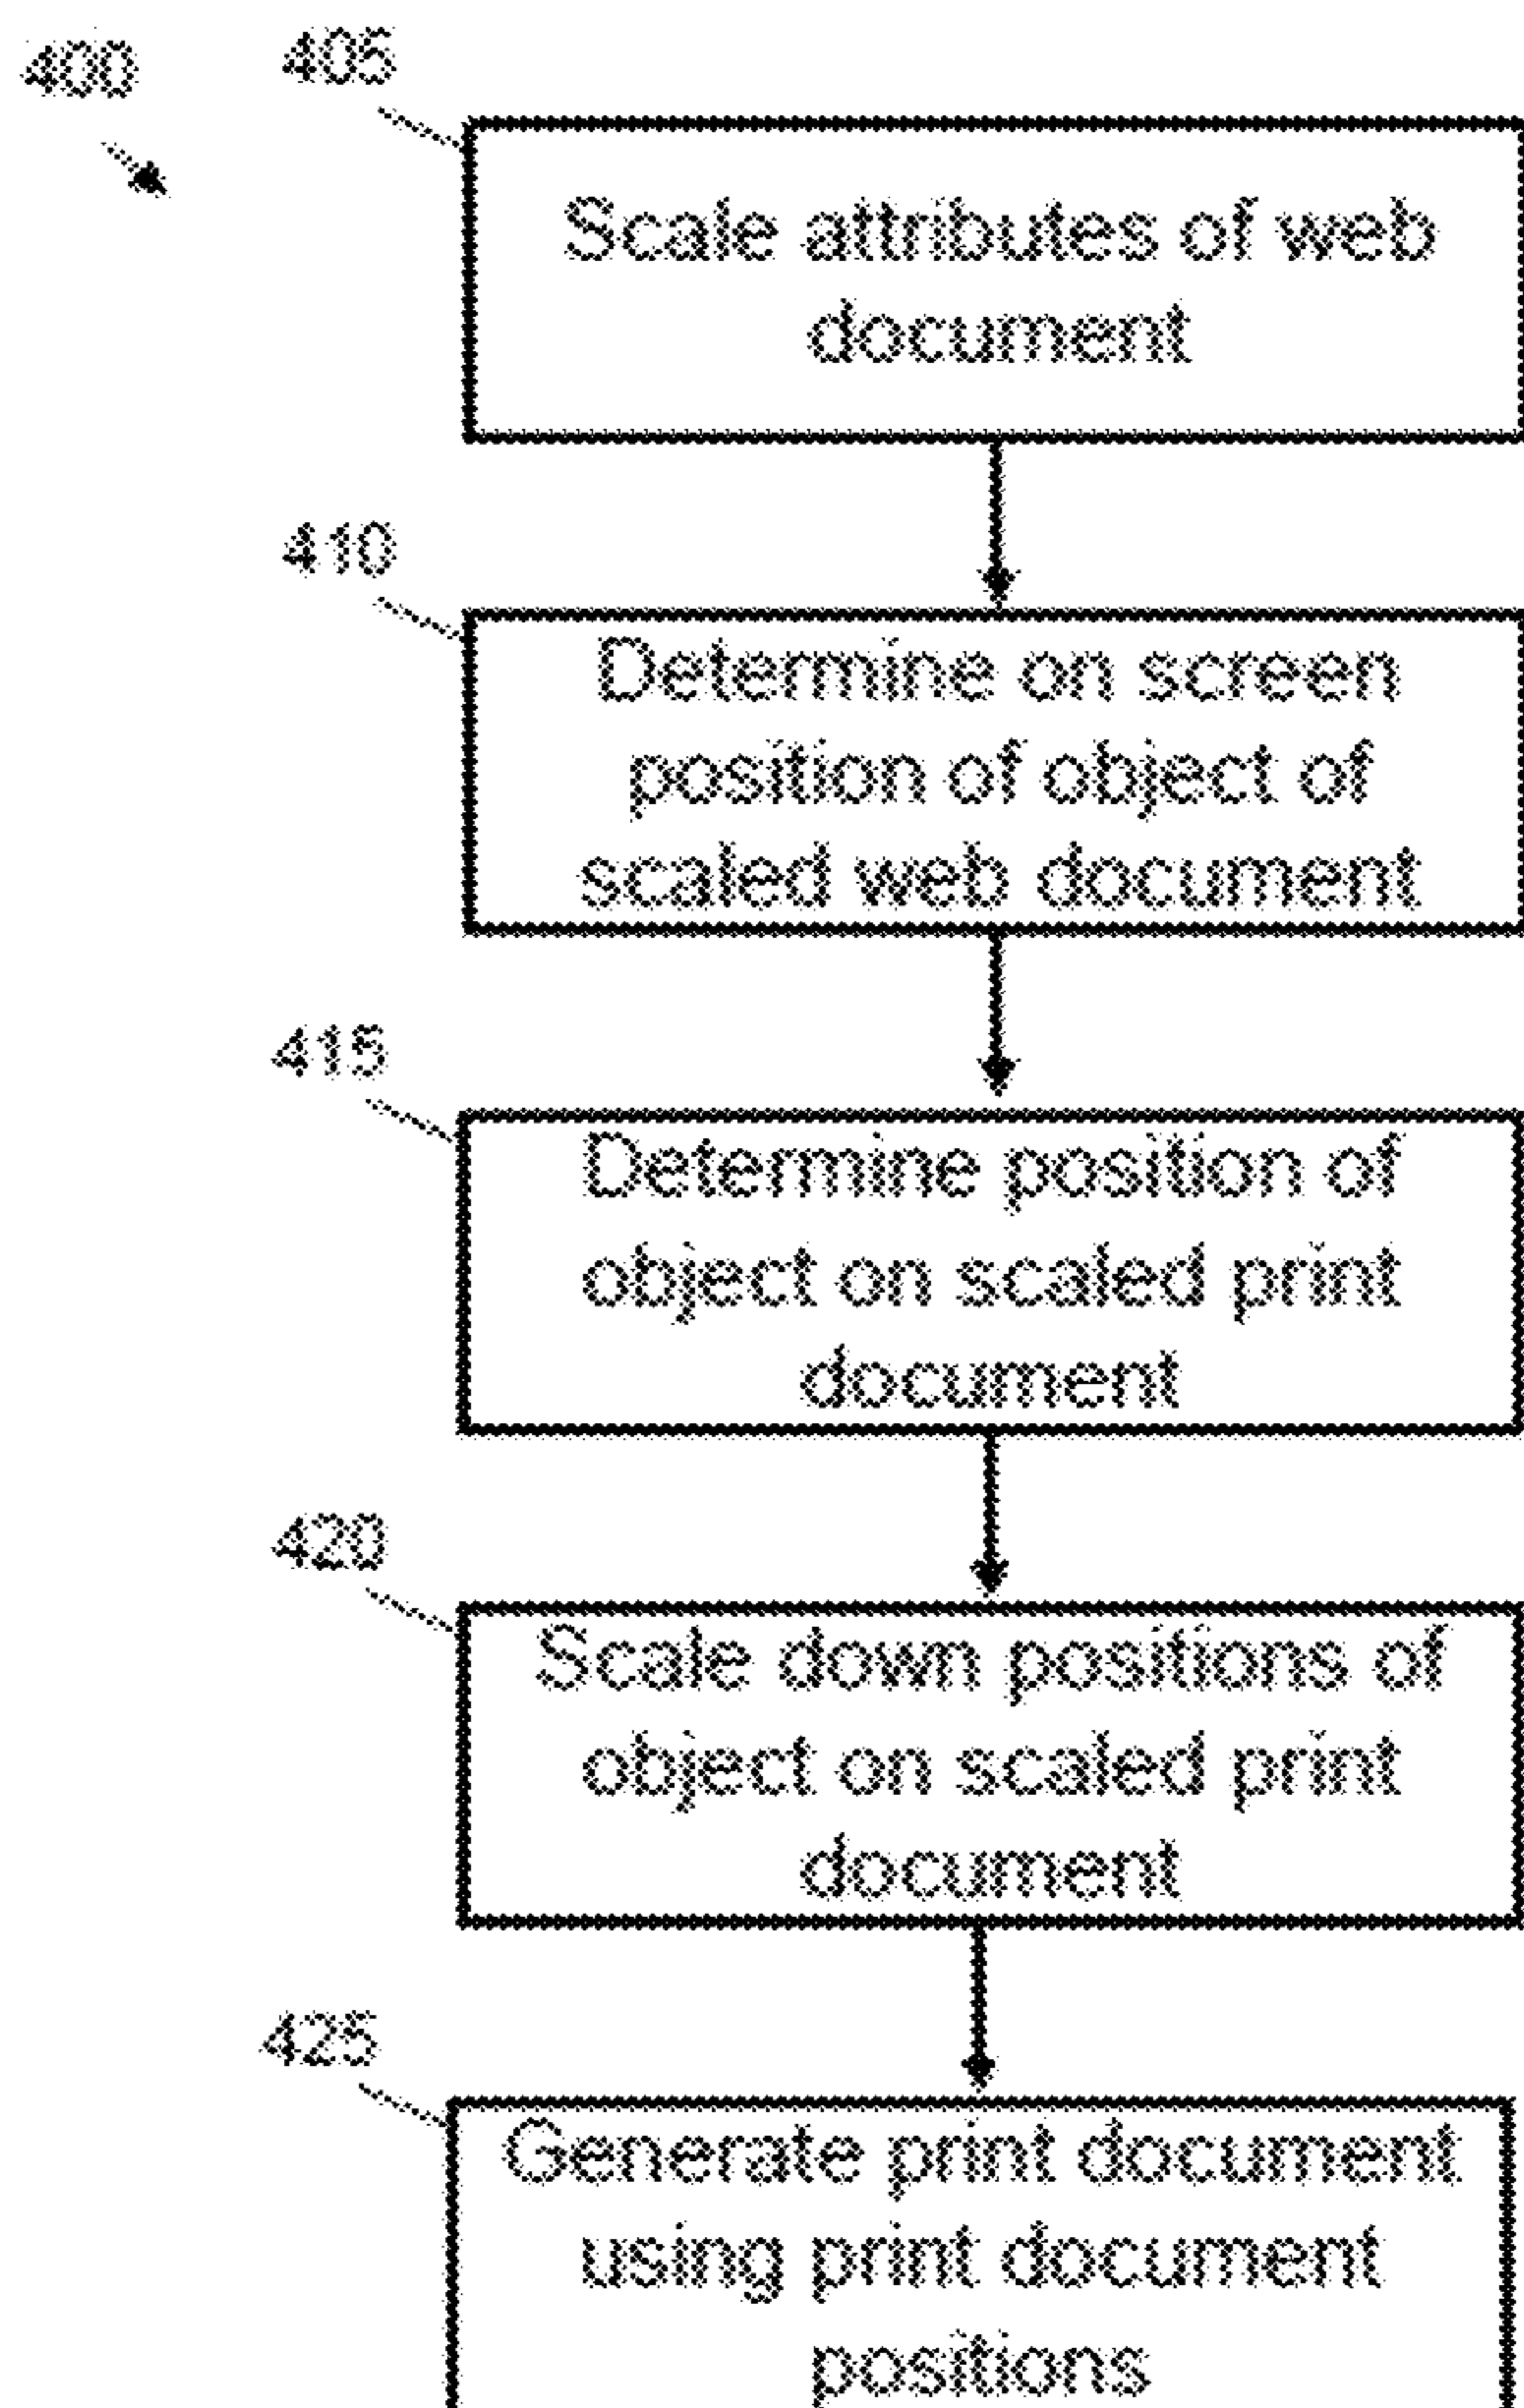 400
405
Scale attributes of web
document
410
Determine on screen
position of object of
scaled web document
415
Determine position of
object on scaled print
document
420
Scale down positions of
object on scaled print
document
425
Generate print document
using print document
positions